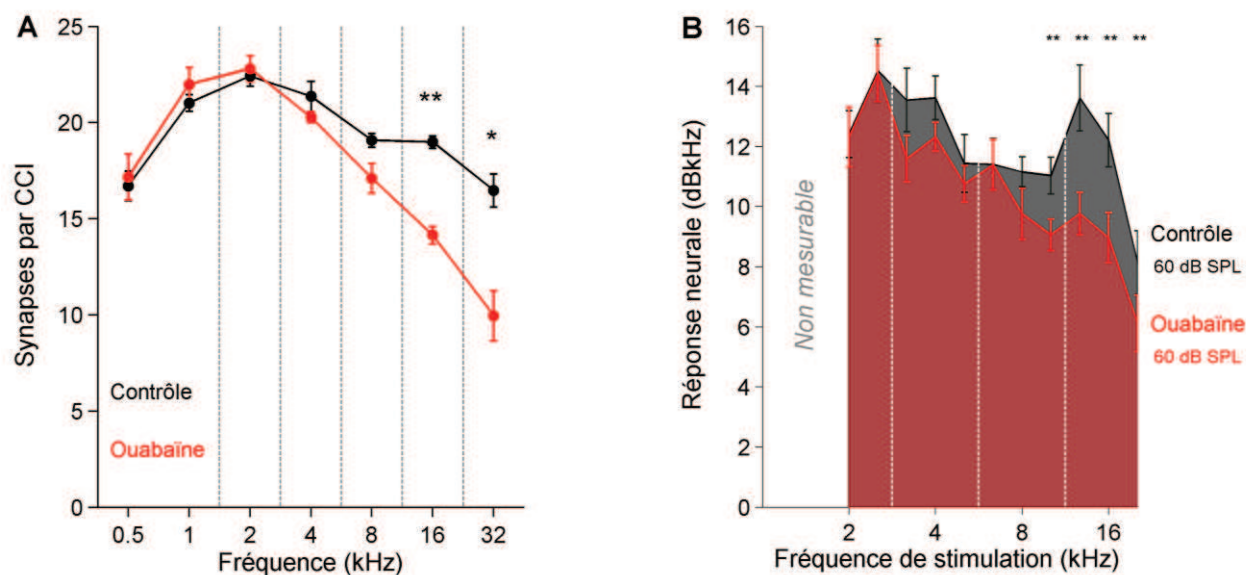 A
Synapses par CCI
25
20
15
10
5
0
**
*
Contrôle
Ouabaïne
0.5 1 2 4 8 16 32
Fréquence (kHz)
B
Réponse neurale (dBkHz)
16
14
12
10
8
6
4
2
0
** ** ** **
Non mesurable
Contrôle
60 dB SPL
Ouabaïne
60 dB SPL
2 4 8 16
Fréquence de stimulation (kHz)